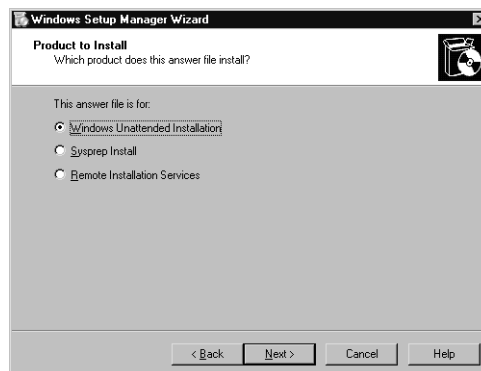 Windows Setup Manager Wizard
Product to Install
Which product does this answer file install?
This answer file is for:
Windows Unattended Installation
Sysprep Install
Remote Installation Services
< Back
Next >
Cancel
Help